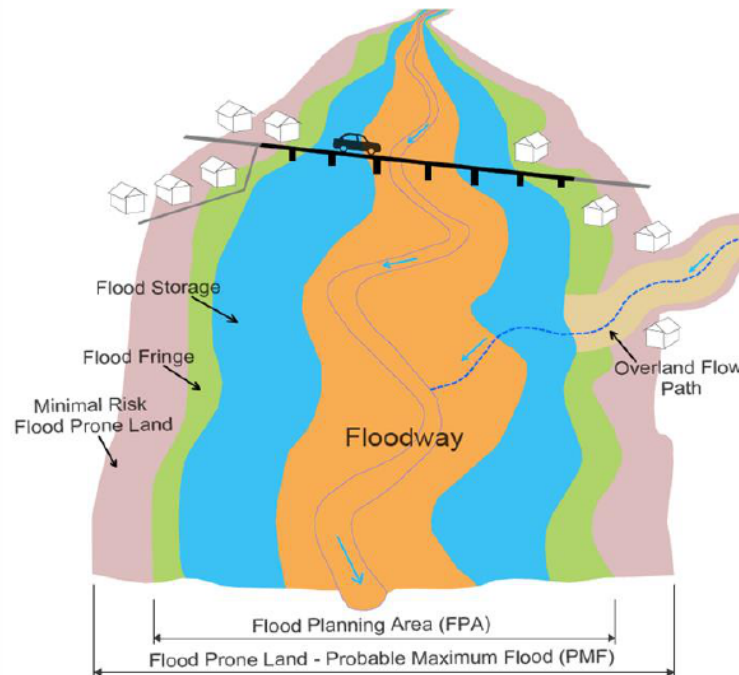 Flood Storage
Flood Fringe
Minimal Risk
Flood Prone Land
Overland Flow
Path
Floodway
Flood Planning Area (FPA)
Flood Prone Land - Probable Maximum Flood (PMF)